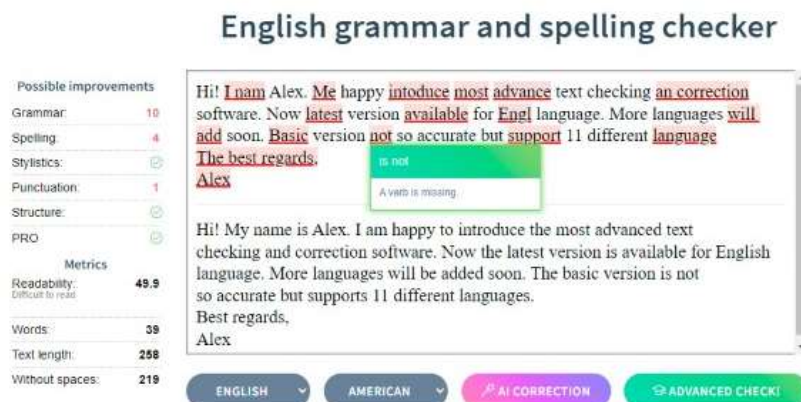 English grammar and spelling checker
Possible improvements
Grammar: 10
Spelling: 4
Stylistics:
Punctuation: 1
Structure:
PRO
Metrics
Readability: 49.9
Difficult to read
Words: 39
Text length: 258
Without spaces: 219
Hi! I nam Alex. Me happy intoduce most advance text checking an correction
software. Now latest version available for Engl language. More languages will
add soon. Basic version not so accurate but support 11 different language
The best regards,
Alex
is not
A verb is missing.
Hi! My name is Alex. I am happy to introduce the most advanced text
checking and correction software. Now the latest version is available for English
language. More languages will be added soon. The basic version is not
so accurate but supports 11 different languages.
Best regards,
Alex
ENGLISH
AMERICAN
AI CORRECTION
ADVANCED CHECK!